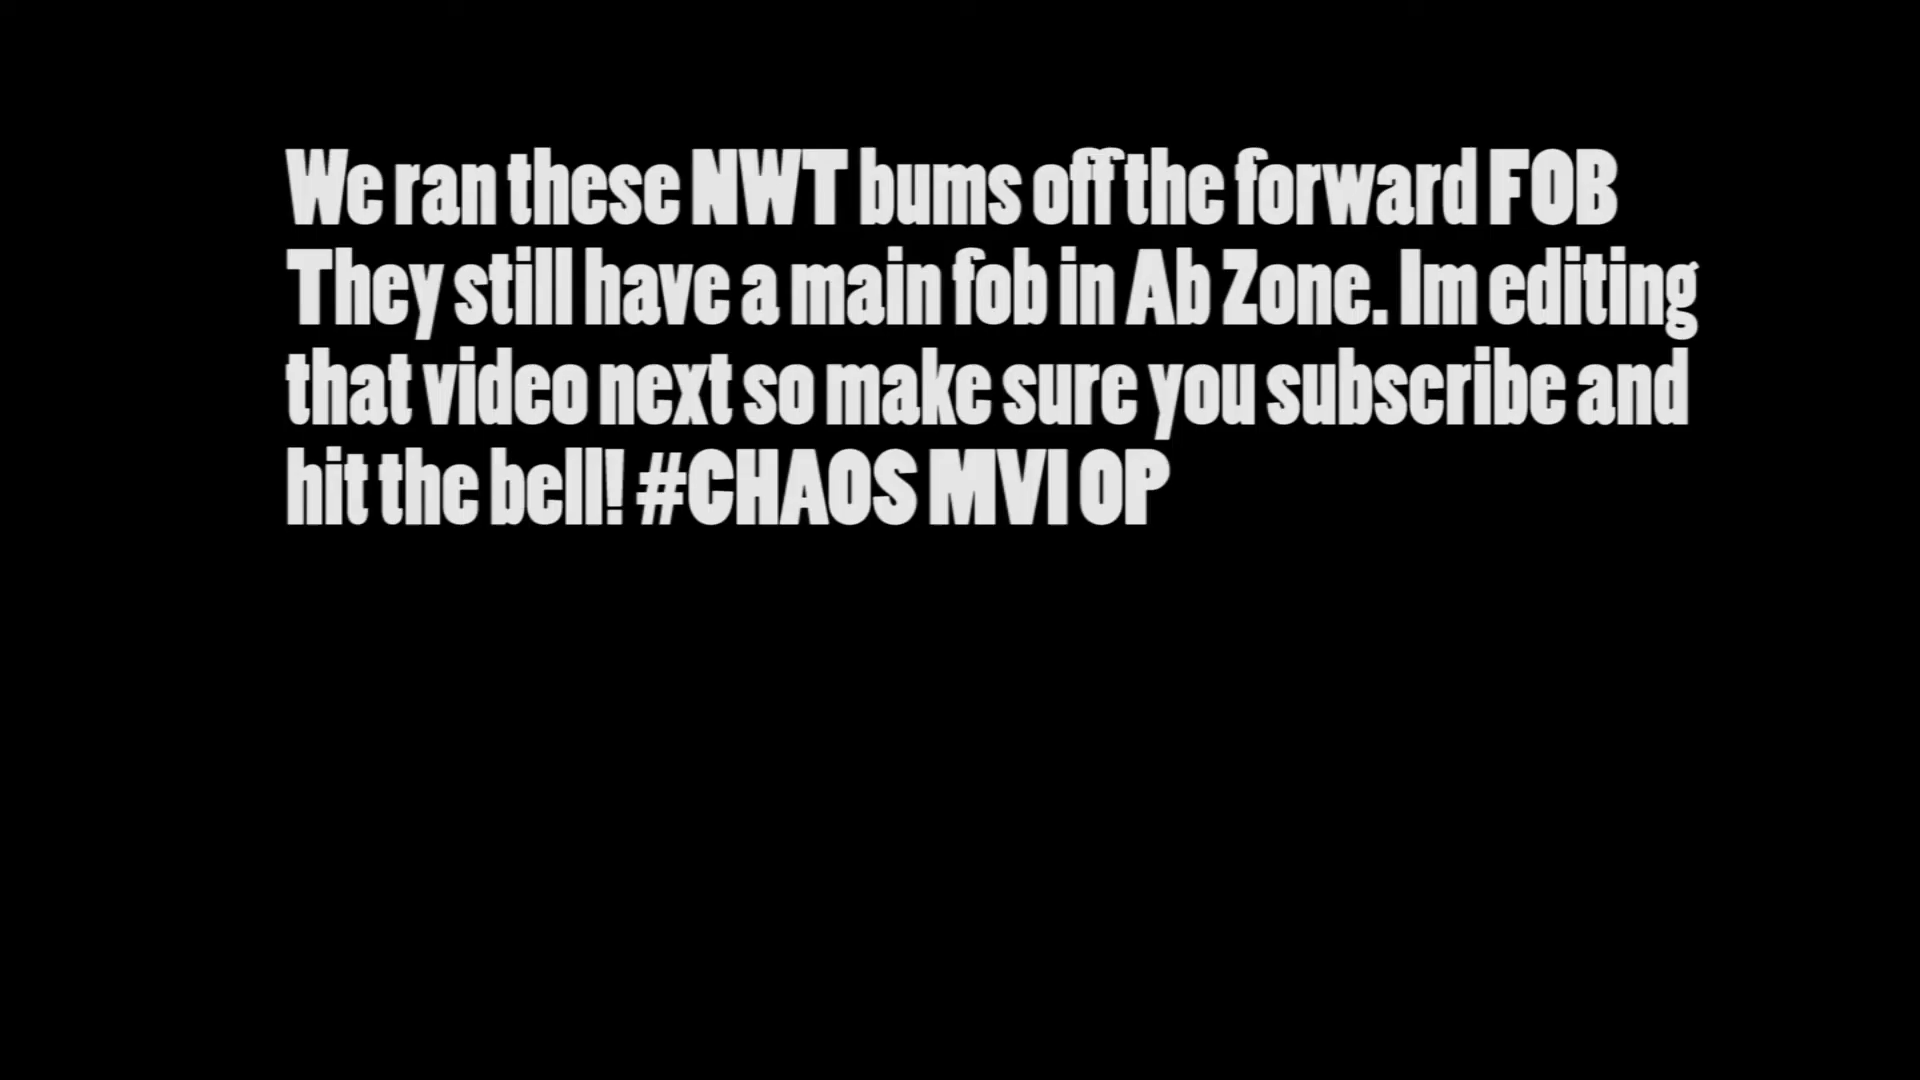 We ran these NWT bums off the forward FOB
They still have a main fob in Ab Zone. Im editing
that video next so make sure you subscribe and
hit the bell! #CHAOS MVI OP